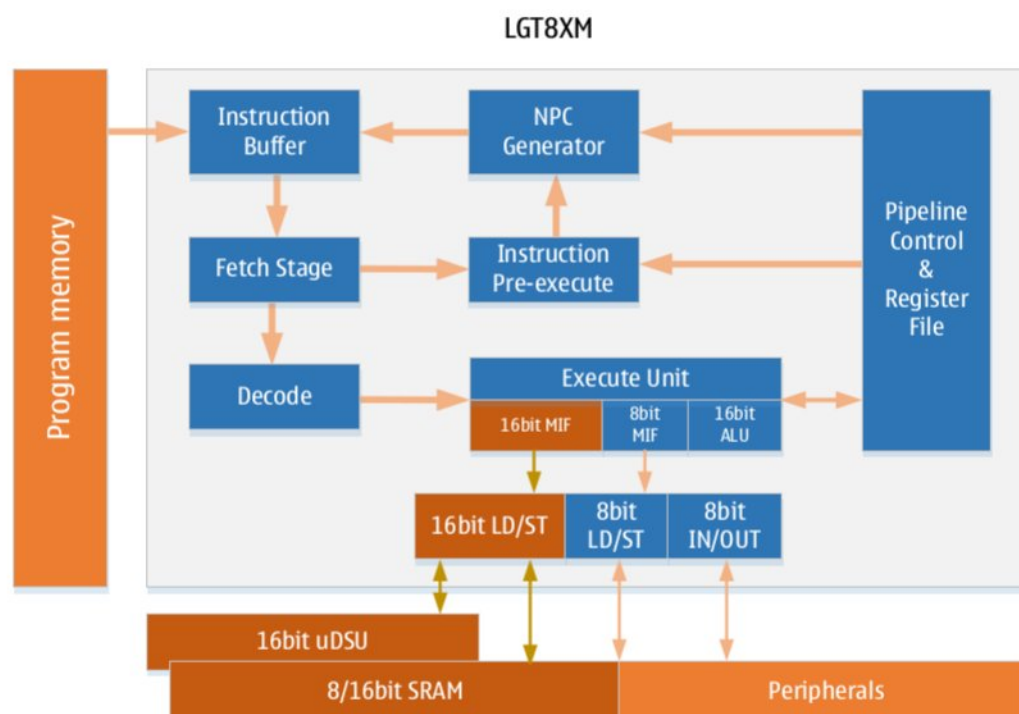 LGT8XM
Program memory
Instruction
Buffer
NPC
Generator
Pipeline
Control
&
Register
File
Fetch Stage
Instruction
Pre-execute
Decode
Execute Unit
16bit MIF
8bit
MIF
16bit
ALU
16bit LD/ST
8bit
LD/ST
8bit
IN/OUT
16bit uDSU
8/16bit SRAM
Peripherals